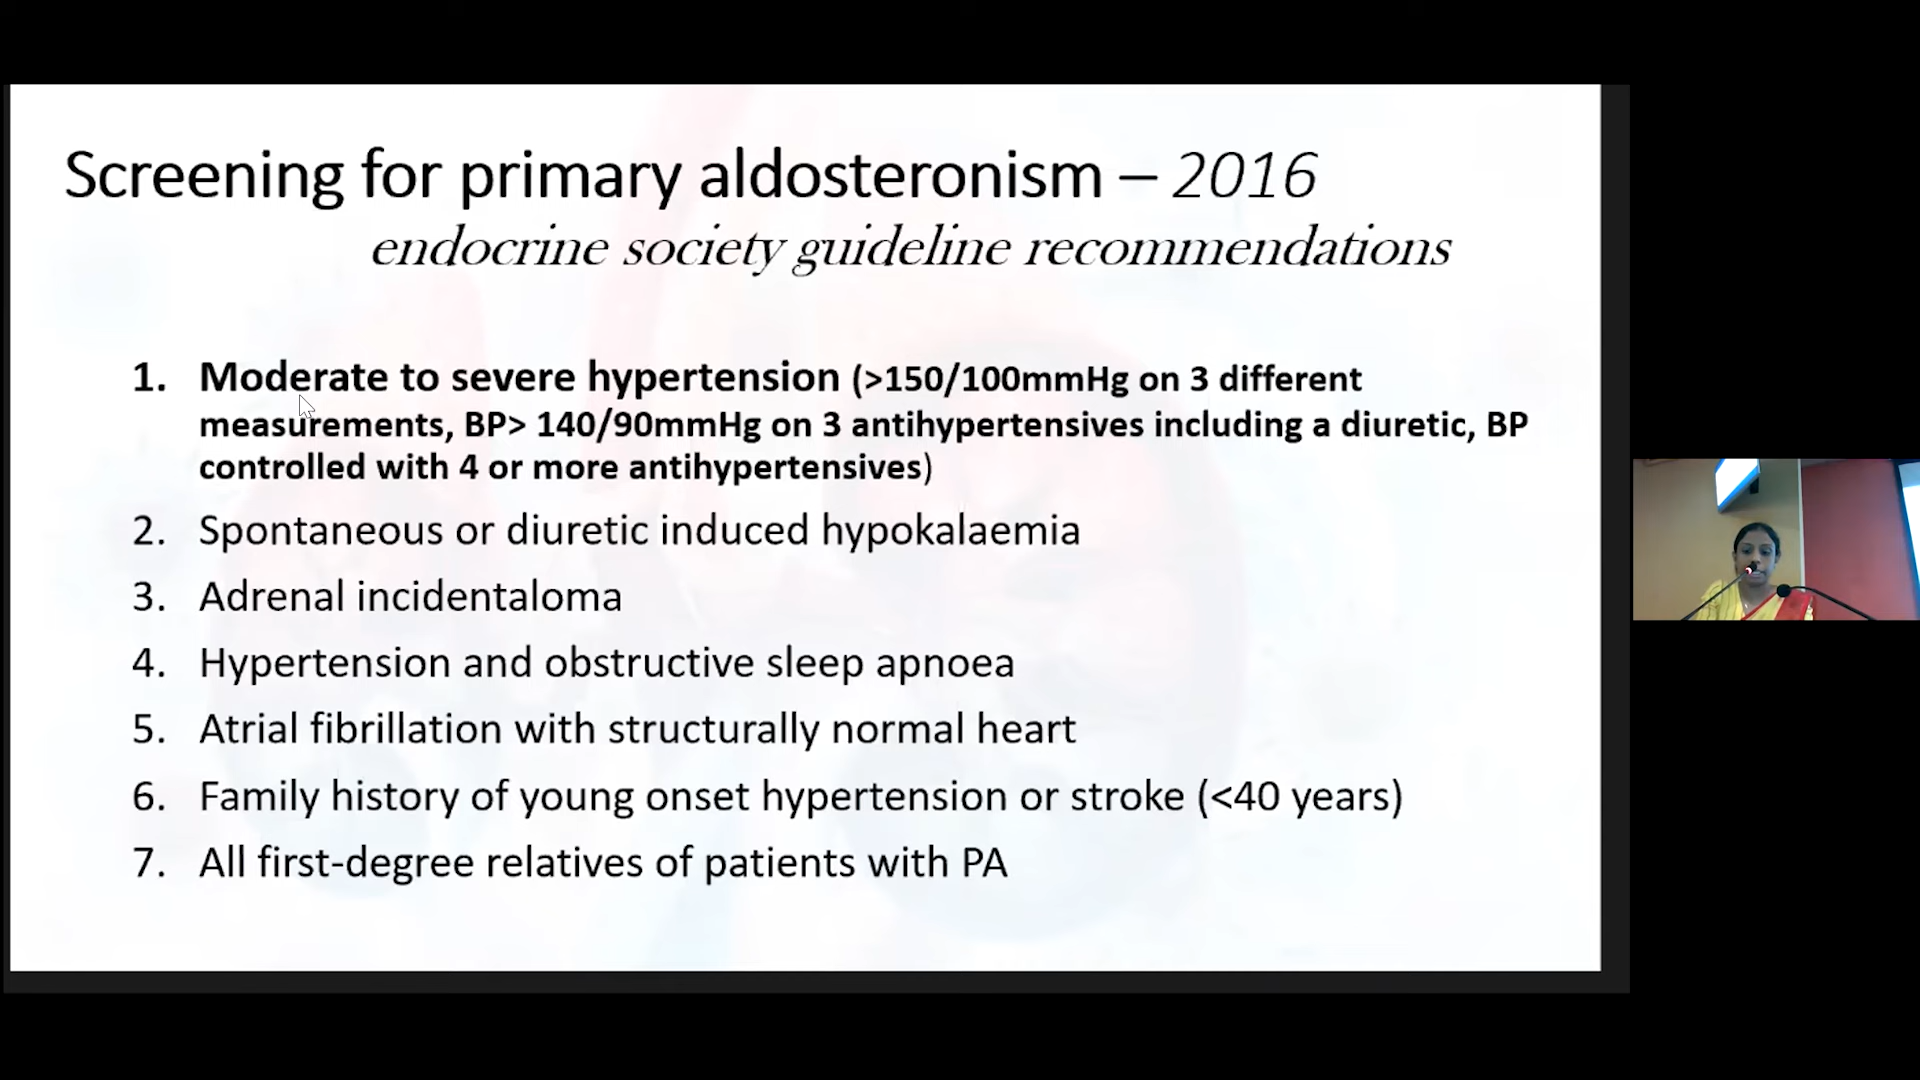 Screening for primary aldosteronism – 2016
endocrine society guideline recommendations
1. Moderate to severe hypertension (>150/100mmHg on 3 different
measurements, BP> 140/90mmHg on 3 antihypertensives including a diuretic, BP
controlled with 4 or more antihypertensives)
2. Spontaneous or diuretic induced hypokalaemia
3. Adrenal incidentaloma
4. Hypertension and obstructive sleep apnoea
5. Atrial fibrillation with structurally normal heart
6. Family history of young onset hypertension or stroke (<40 years)
7. All first-degree relatives of patients with PA